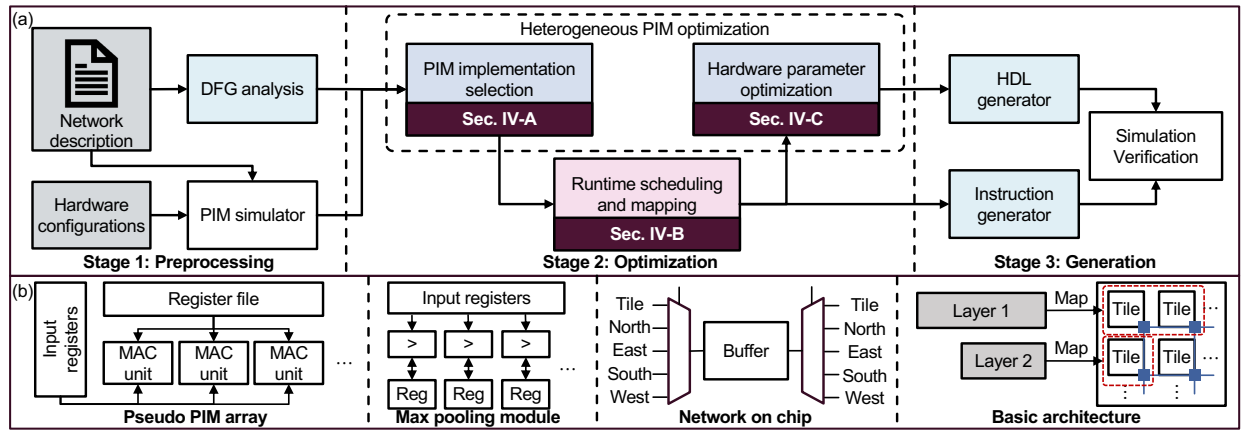 (a)
Network
description
DFG analysis
Hardware
configurations
PIM simulator
Stage 1: Preprocessing
Heterogeneous PIM optimization
PIM implementation
selection
Sec. IV-A
Hardware parameter
optimization
Sec. IV-C
Runtime scheduling
and mapping
Sec. IV-B
Stage 2: Optimization
HDL
generator
Simulation
Verification
Instruction
generator
Stage 3: Generation
(b)
Input
registers
Register file
MAC
unit
MAC
unit
MAC
unit
...
Pseudo PIM array
Input registers
>
>
>
...
Reg
Reg
Reg
Max pooling module
Tile
North
East
South
West
Buffer
Tile
North
East
South
West
Network on chip
Layer 1
Map
Tile
Tile
...
Layer 2
Map
Tile
Tile
...
Basic architecture